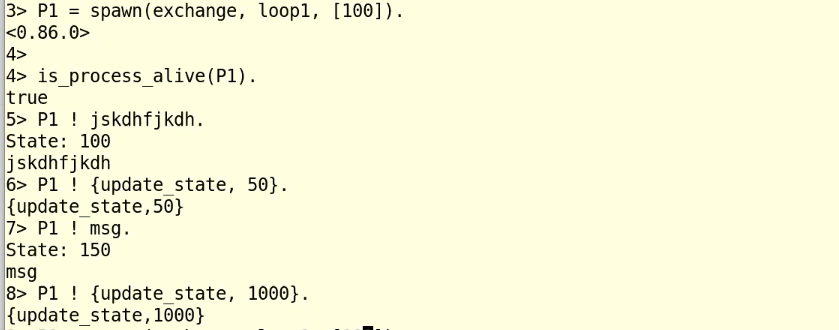 3> P1 = spawn(exchange, loop1, [100]).
<0.86.0>
4>
4> is_process_alive(P1).
true
5> P1 ! jskdhfjkdh.
State: 100
jskdhfjkdh
6> P1 ! {update_state, 50}.
{update_state,50}
7> P1 ! msg.
State: 150
msg
8> P1 ! {update_state, 1000}.
{update_state,1000}